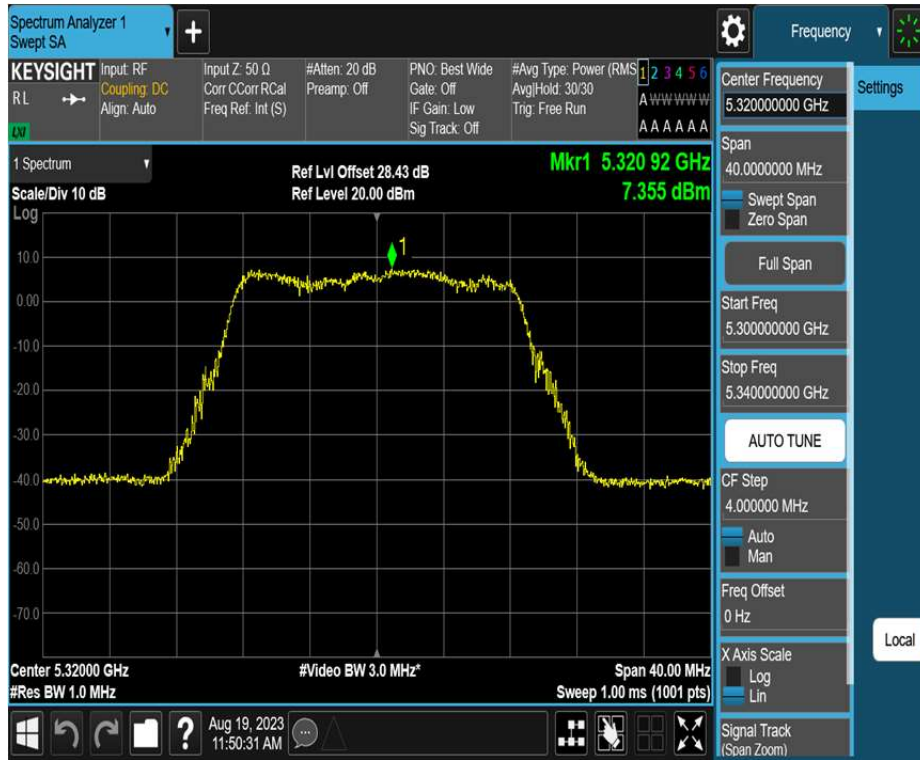 Spectrum Analyzer 1
Swept SA
+
Frequency
KEYSIGHT
RL
LXI
Input: RF
Coupling: DC
Align: Auto
Input Z: 50 Ω
Corr CCorr RCal
Freq Ref: Int (S)
#Atten: 20 dB
Preamp: Off
PNO: Best Wide
Gate: Off
IF Gain: Low
Sig Track: Off
#Avg Type: Power (RMS
Avg|Hold: 30/30
Trig: Free Run
1 2 3 4 5 6
A W W W W W
A A A A A A
1 Spectrum
Scale/Div 10 dB
Log
Ref Lvl Offset 28.43 dB
Ref Level 20.00 dBm
Mkr1 5.320 92 GHz
7.355 dBm
1
10.0
0.00
-10.0
-20.0
-30.0
-40.0
-50.0
-60.0
-70.0
Center 5.32000 GHz
#Res BW 1.0 MHz
#Video BW 3.0 MHz*
Span 40.00 MHz
Sweep 1.00 ms (1001 pts)
?
Aug 19, 2023
11:50:31 AM
Center Frequency
5.32000000 GHz
Span
40.0000000 MHz
Swept Span
Zero Span
Full Span
Start Freq
5.300000000 GHz
Stop Freq
5.340000000 GHz
AUTO TUNE
CF Step
4.000000 MHz
Auto
Man
Freq Offset
0 Hz
X Axis Scale
Log
Lin
Signal Track
(Span Zoom)
Settings
Local